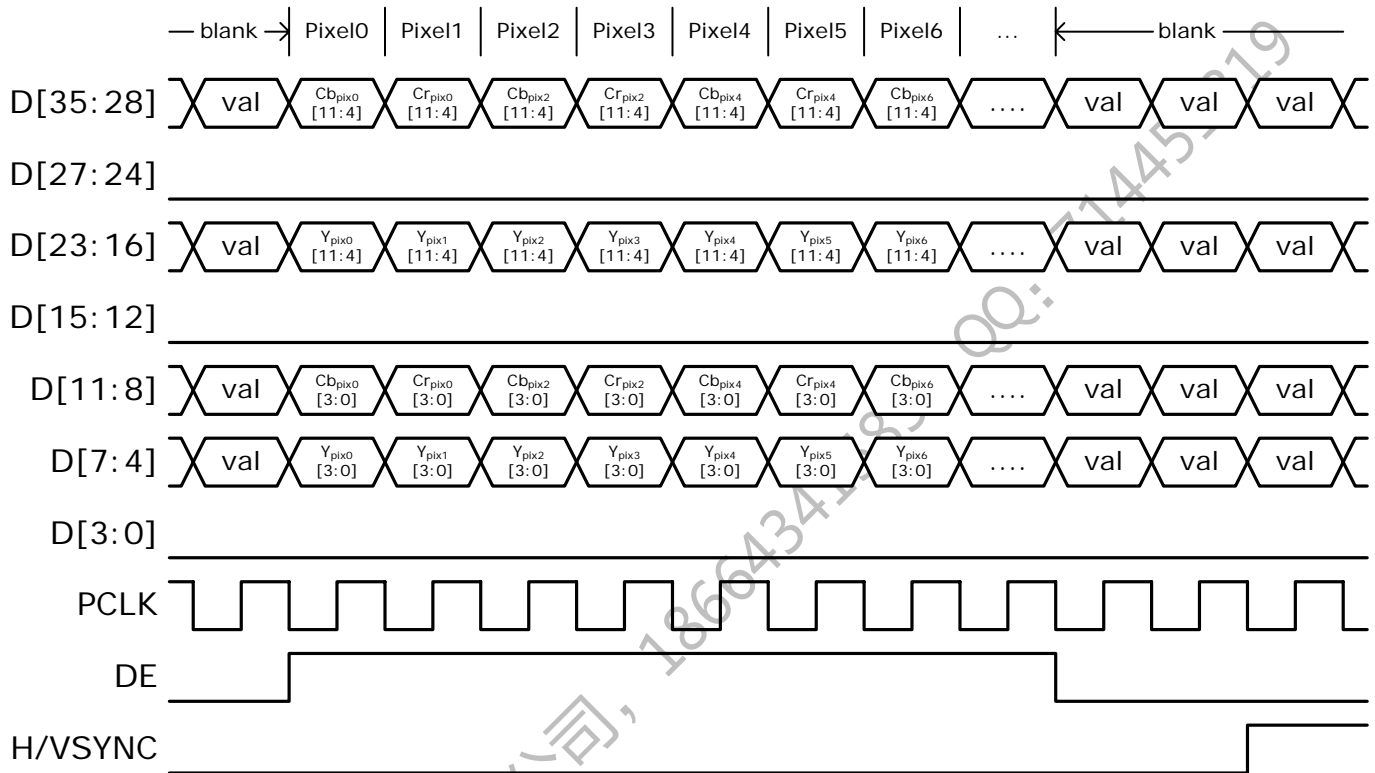 blank Pixel0 Pixel1 Pixel2 Pixel3 Pixel4 Pixel5 Pixel6 ... blank
D[35:28] val Cbpix0 [11:4] Crpix0 [11:4] Cbpix2 [11:4] Crpix2 [11:4] Cbpix4 [11:4] Crpix4 [11:4] Cbpix6 [11:4] .... val val val
D[27:24]
D[23:16] val Ypix0 [11:4] Ypix1 [11:4] Ypix2 [11:4] Ypix3 [11:4] Ypix4 [11:4] Ypix5 [11:4] Ypix6 [11:4] .... val val val
D[15:12]
D[11:8] val Cbpix0 [3:0] Crpix0 [3:0] Cbpix2 [3:0] Crpix2 [3:0] Cbpix4 [3:0] Crpix4 [3:0] Cbpix6 [3:0] .... val val val
D[7:4] val Ypix0 [3:0] Ypix1 [3:0] Ypix2 [3:0] Ypix3 [3:0] Ypix4 [3:0] Ypix5 [3:0] Ypix6 [3:0] .... val val val
D[3:0]
PCLK
DE
H/VSYNC
公司， QQ: